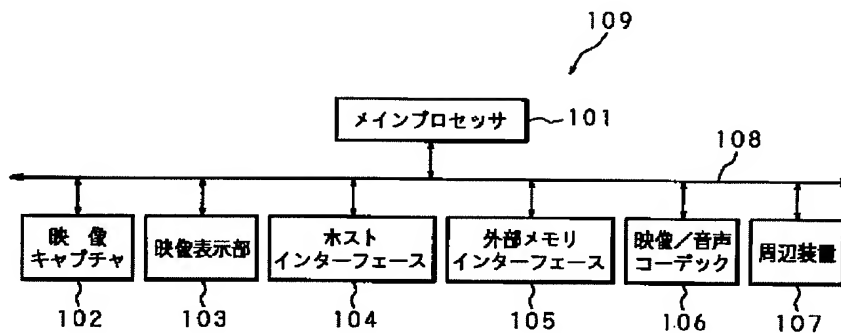 109
メインプロセッサ
101
108
映像
キャプチャ
映像表示部
ホスト
インターフェース
外部メモリ
インターフェース
映像/音声
コーデック
周辺装置
102
103
104
105
106
107